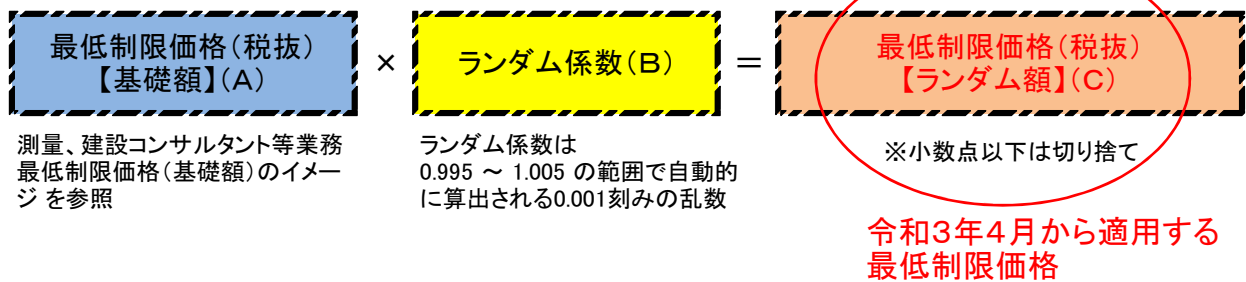 最低制限価格（税抜）
【基礎額】（Ａ）
×
ランダム係数（Ｂ）
＝
最低制限価格（税抜）
【ランダム額】（Ｃ）
測量、建設コンサルタント等業務
最低制限価格（基礎額）のイメー
ジ を参照
ランダム係数は
0.995 ～ 1.005 の範囲で自動的
に算出される0.001刻みの乱数
※小数点以下は切り捨て
令和３年４月から適用する
最低制限価格